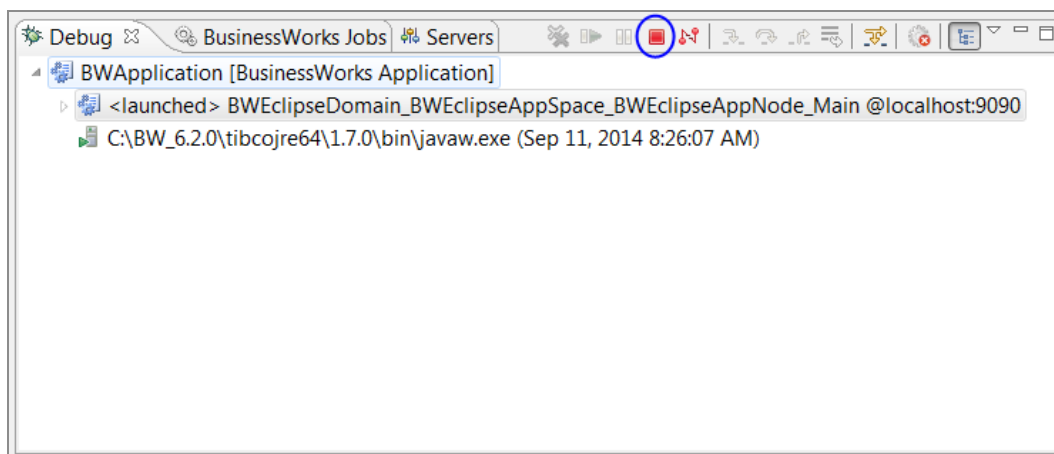 Debug BusinessWorks Jobs Servers
BWApplication [BusinessWorks Application]
<launched> BWEclipseDomain_BWEclipseAppSpace_BWEclipseAppNode_Main @localhost:9090
C:\BW_6.2.0\tibcojre64\1.7.0\bin\javaw.exe (Sep 11, 2014 8:26:07 AM)